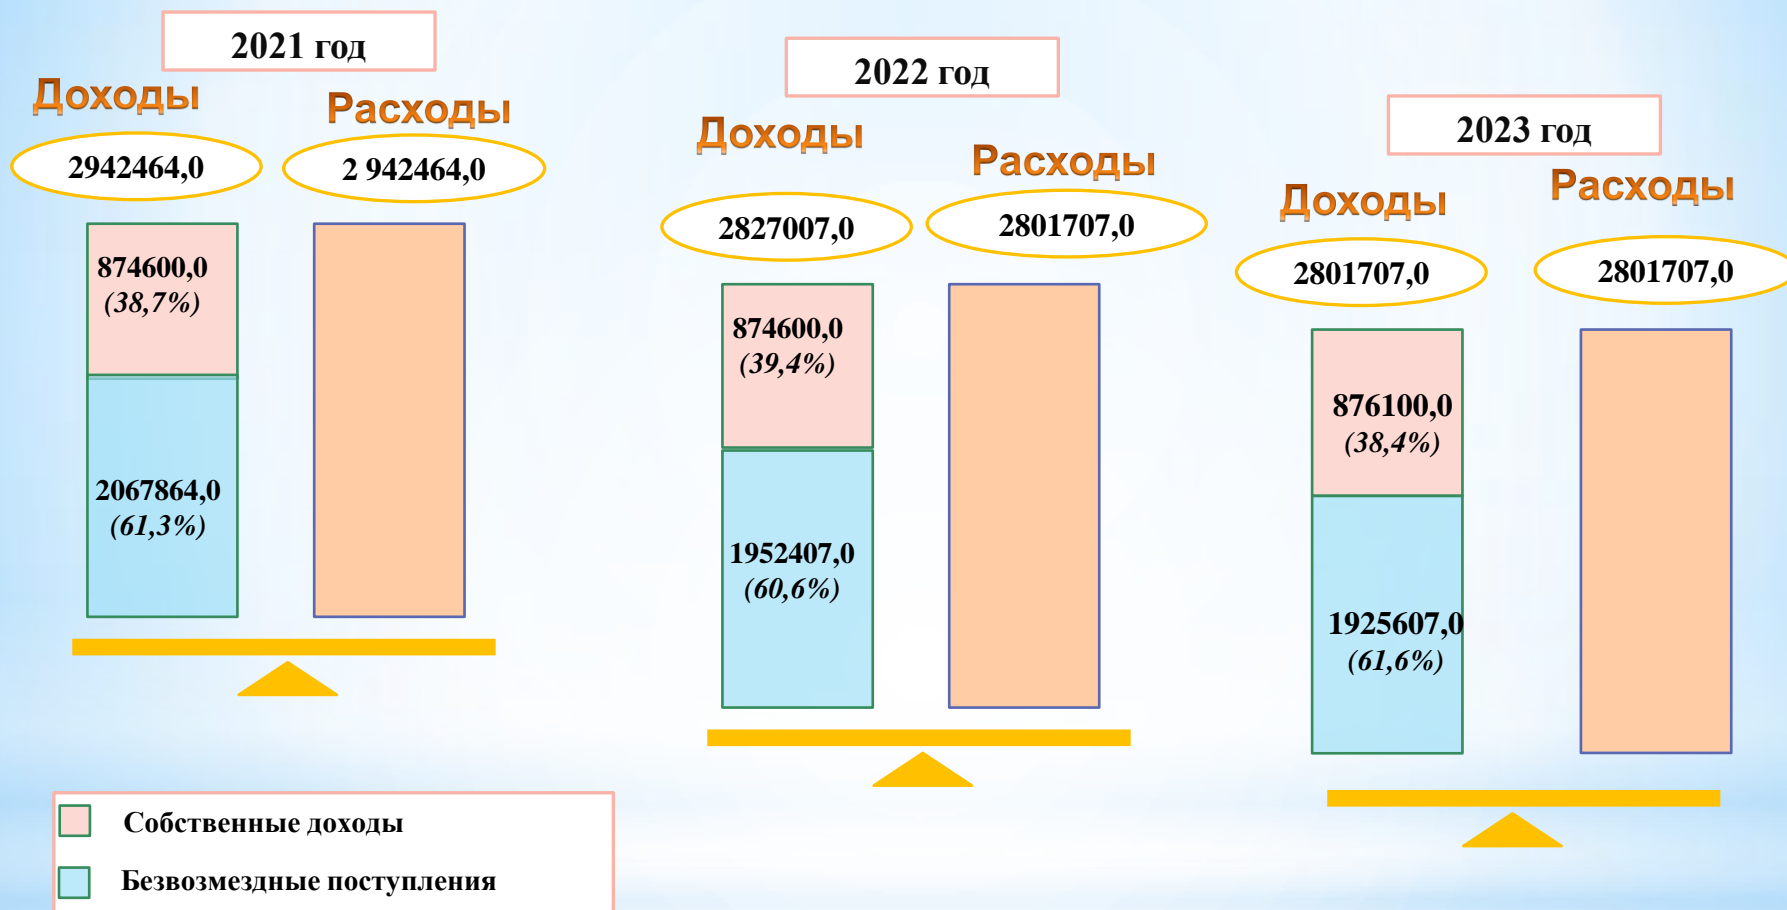 2021 год
Доходы
Расходы
2942464,0
2 942464,0
874600,0
(38,7%)
2067864,0
(61,3%)
2022 год
Доходы
Расходы
2827007,0
2801707,0
874600,0
(39,4%)
1952407,0
(60,6%)
2023 год
Доходы
Расходы
2801707,0
2801707,0
876100,0
(38,4%)
1925607,0
(61,6%)
Собственные доходы
Безвозмездные поступления